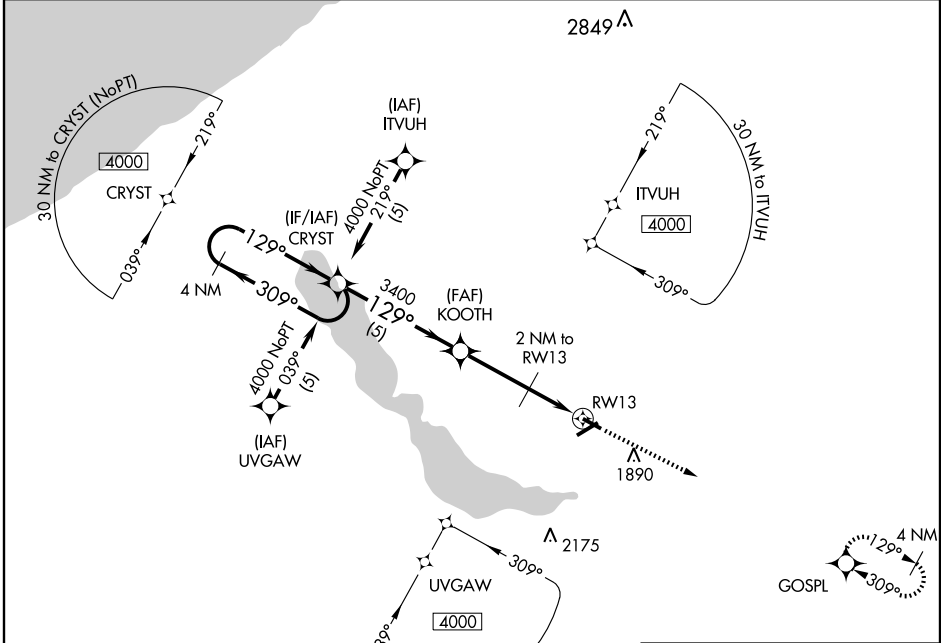 2849
30 NM to CRYST (NoPT)
219°
4000
CRYST
039°
(IAF)
ITVUH
4000 NoPT
219°
(5)
219°
30 NM to ITVUH
ITVUH
4000
309°
(IF/IAF)
CRYST
129°
4 NM
309°
3400
129°
(5)
(FAF)
KOOTH
2 NM to
RW13
RW13
4000 NoPT
039°
(5)
(IAF)
UVGAW
1890
2175
309°
UVGAW
4000
4 NM
129°
309°
GOSPL